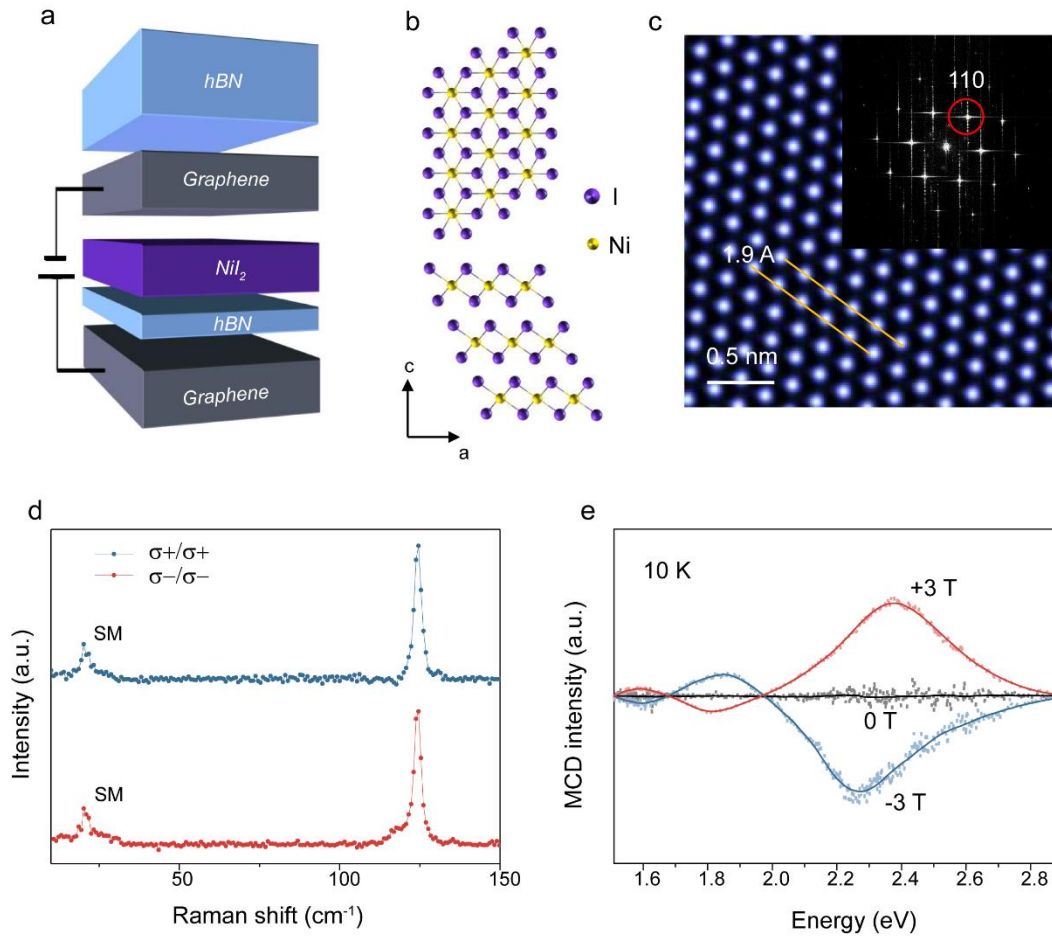 a
hBN
Graphene
NiI₂
hBN
Graphene
b
I
Ni
c
a
c
110
1.9 A
0.5 nm
d
σ+/σ+
σ−/σ−
SM
SM
Intensity (a.u.)
50
100
150
Raman shift (cm⁻¹)
e
10 K
+3 T
0 T
-3 T
MCD intensity (a.u.)
1.6
1.8
2.0
2.2
2.4
2.6
2.8
Energy (eV)